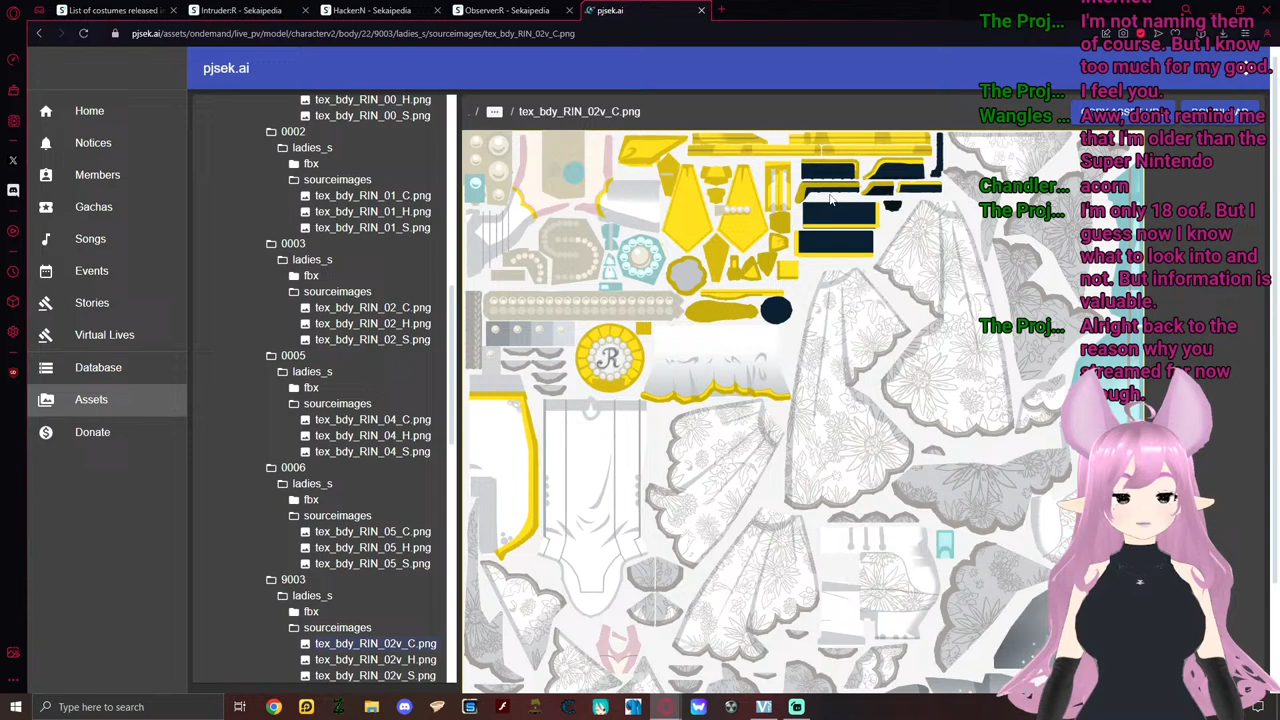 List of costumes released i
Intruder:R - Sekaipedia
Hacker:N - Sekaipedia
Observer:R - Sekaipedia
pjsek.ai
pjsek.ai/assets/ondemand/live_pv/model/characterv2/body/22/9003/ladies_s/sourceimages/tex_bdy_RIN_02v_C.png
pjsek.ai
Home
Notices
Members
Gachas
Songs
Events
Stories
Virtual Lives
Database
Assets
Donate
tex_bdy_RIN_00_H.png
tex_bdy_RIN_00_S.png
0002
ladies_s
fbx
sourceimages
tex_bdy_RIN_01_C.png
tex_bdy_RIN_01_H.png
tex_bdy_RIN_01_S.png
0003
ladies_s
fbx
sourceimages
tex_bdy_RIN_02_C.png
tex_bdy_RIN_02_H.png
tex_bdy_RIN_02_S.png
0005
ladies_s
fbx
sourceimages
tex_bdy_RIN_04_C.png
tex_bdy_RIN_04_H.png
tex_bdy_RIN_04_S.png
0006
ladies_s
fbx
sourceimages
tex_bdy_RIN_05_C.png
tex_bdy_RIN_05_H.png
tex_bdy_RIN_05_S.png
9003
ladies_s
fbx
sourceimages
tex_bdy_RIN_02v_C.png
tex_bdy_RIN_02v_H.png
tex_bdy_RIN_02v_S.png
. / ... / tex_bdy_RIN_02v_C.png
R
The Proj... I'm not naming them
of course. But I know
too much for my good.
The Proj... I feel you.
Wangles ... Aww, don't remind me
that I'm older than the
Super Nintendo
Chandler... acorn
The Proj... I'm only 18 oof. But I
guess now I know
what to look into and
not. But information is
valuable.
The Proj... Alright back to the
reason why you
streamed for now
Type here to search